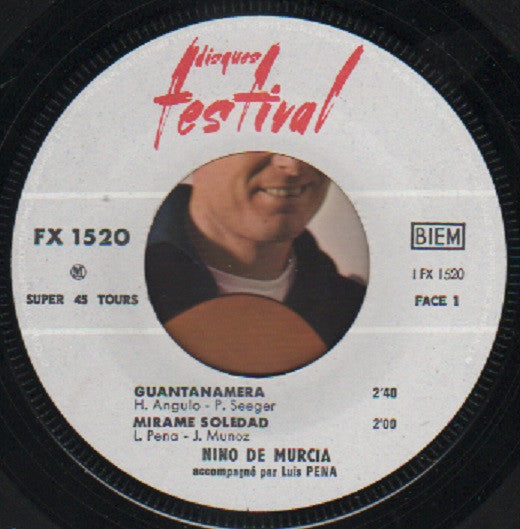 disques
festival
FX 1520
BIEM
1 FX 1520
SUPER 45 TOURS
FACE 1
GUANTANAMERA 2'40
H. Angulo - P. Seeger
MIRAME SOLEDAD 2'00
L. Pena - J. Munoz
NINO DE MURCIA
accompagné par Luis PENA